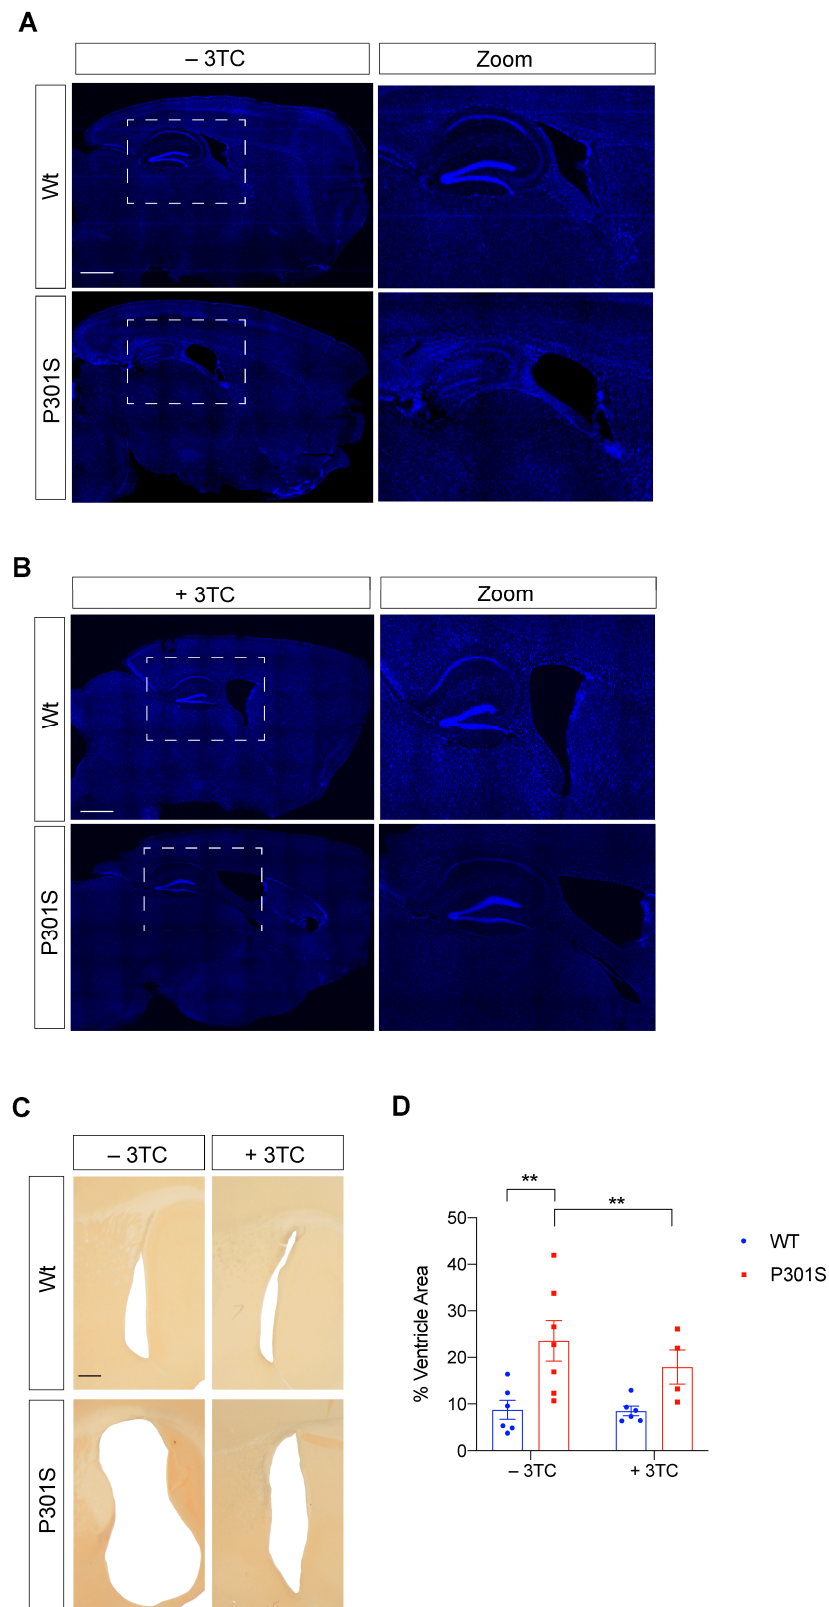 A
– 3TC
Zoom
Wt
P301S
B
+ 3TC
Zoom
Wt
P301S
C
– 3TC
+ 3TC
Wt
P301S
D
**
**
50
40
30
20
10
0
% Ventricle Area
– 3TC
+ 3TC
WT
P301S